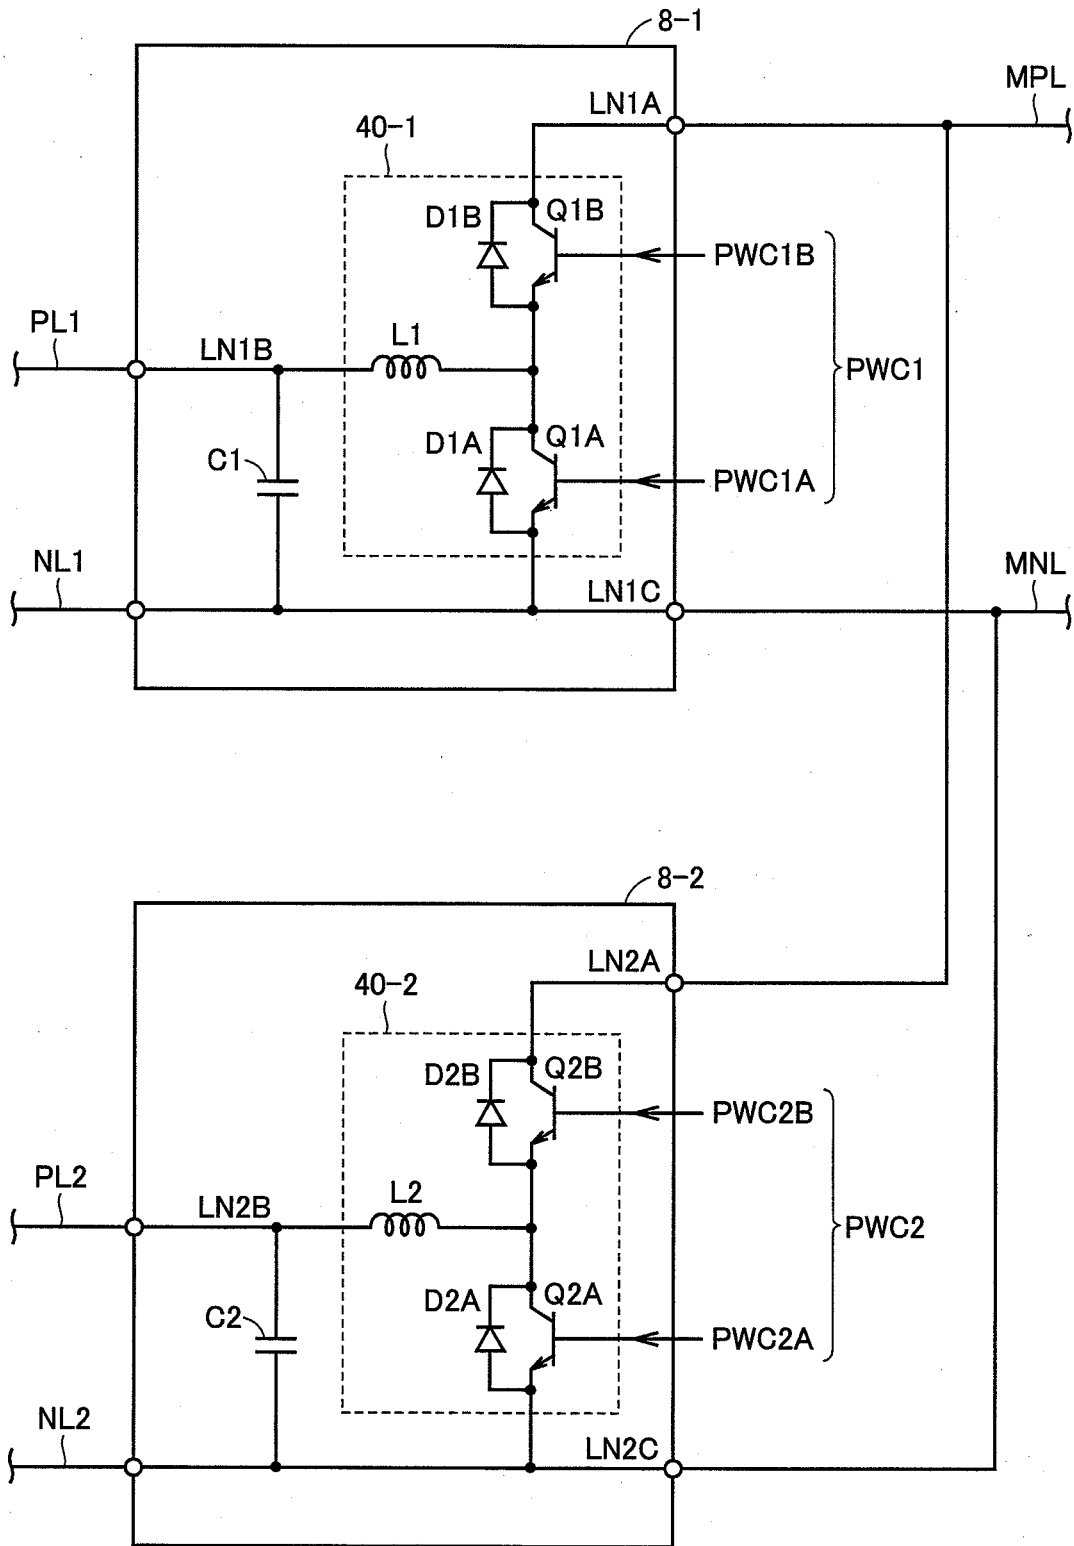 8-1
MPL
LN1A
40-1
D1B
Q1B
PWC1B
PL1
LN1B
L1
PWC1
D1A
Q1A
C1
PWC1A
NL1
LN1C
MNL
8-2
LN2A
40-2
D2B
Q2B
PWC2B
PL2
LN2B
L2
PWC2
D2A
Q2A
C2
PWC2A
NL2
LN2C